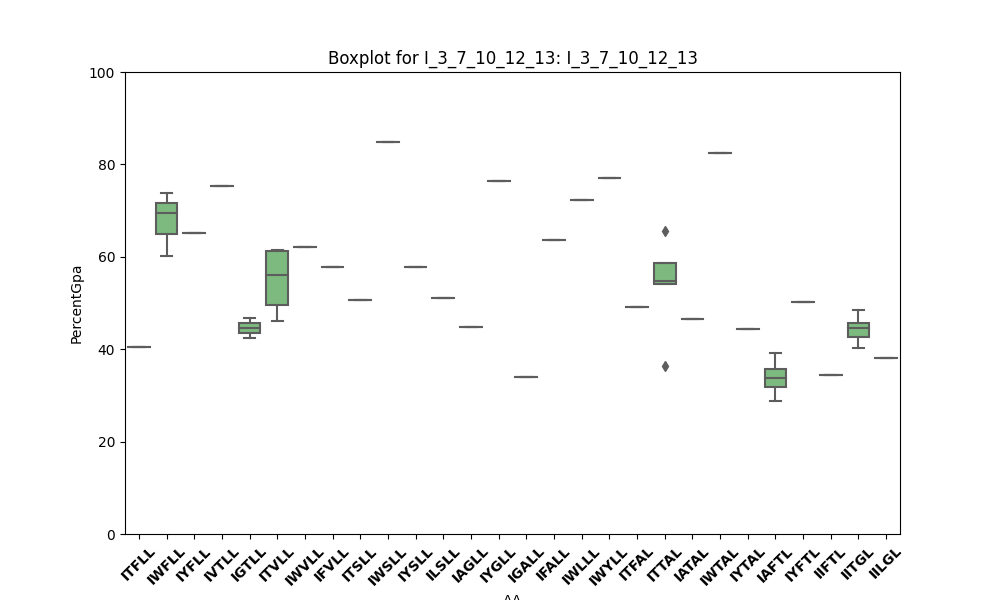 Boxplot for I_3_7_10_12_13: I_3_7_10_12_13
100
80
60
40
20
0
PercentGpa
ITFLL
IWFLL
IYFLL
IVTLL
IGTLL
ITVLL
IWVLL
IFVLL
ITSLL
IWSLL
IYSLL
ILSLL
IAGLL
IYGLL
IGALL
IFALL
IWLLL
IWYLL
ITFAL
ITTAL
IATAL
IWTAL
IYTAL
IAFTL
IYFTL
IIFTL
IITGL
IILGL
AA